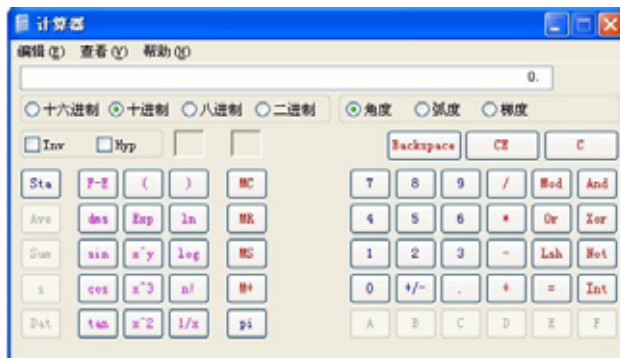 计算器
编辑(E) 查看(V) 帮助(H)
0.
十六进制 十进制 八进制 二进制 角度 弧度 梯度
Inv Hyp Backspace CE C
Sta F-E ( ) MC 7 8 9 / Mod And
Ave dms Exp ln MR 4 5 6 * Or Xor
Sum sin x^y log MS 1 2 3 - Lsh Not
s cos x^3 n! M+ 0 +/- . + = Int
Dat tan x^2 1/x pi A B C D E F